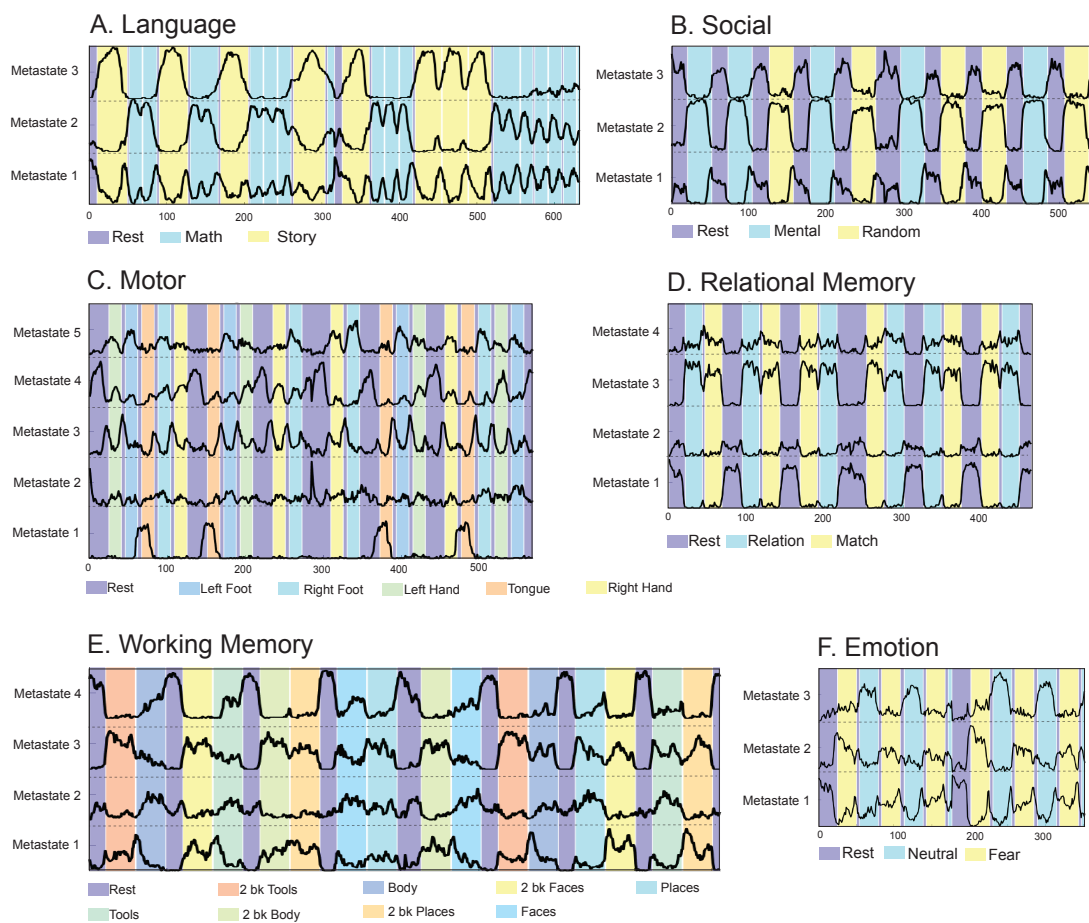 A. Language
Metastate 3
Metastate 2
Metastate 1
0 100 200 300 400 500 600
Rest Math Story
B. Social
Metastate 3
Metastate 2
Metastate 1
0 100 200 300 400 500
Rest Mental Random
C. Motor
Metastate 5
Metastate 4
Metastate 3
Metastate 2
Metastate 1
0 100 200 300 400 500
Rest Left Foot Right Foot Left Hand Tongue Right Hand
D. Relational Memory
Metastate 4
Metastate 3
Metastate 2
Metastate 1
0 100 200 300 400
Rest Relation Match
E. Working Memory
Metastate 4
Metastate 3
Metastate 2
Metastate 1
Rest 2 bk Tools Body 2 bk Faces Places
Tools 2 bk Body 2 bk Places Faces
F. Emotion
Metastate 3
Metastate 2
Metastate 1
0 100 200 300
Rest Neutral Fear